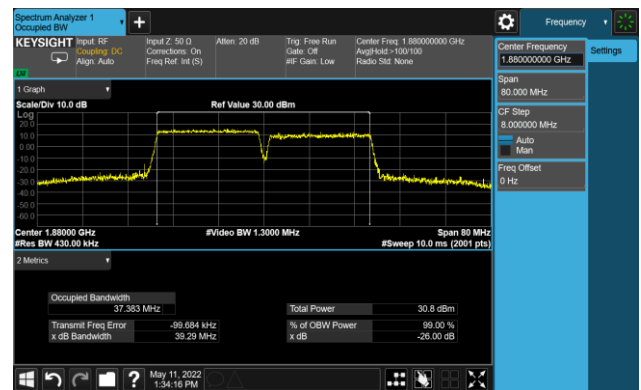 Spectrum Analyzer 1
Occupied BW
Frequency
KEYSIGHT
Input: RF
Coupling: DC
Align: Auto
Input Z: 50 Ω
Corrections: On
Freq Ref: Int (S)
Atten: 20 dB
Trig: Free Run
Gate: Off
#IF Gain: Low
Center Freq: 1.880000000 GHz
Avg|Hold:>100/100
Radio Std: None
Center Frequency
1.880000000 GHz
Settings
Span
80.000 MHz
CF Step
8.000000 MHz
Auto
Man
Freq Offset
0 Hz
1 Graph
Scale/Div 10.0 dB
Ref Value 30.00 dBm
Log
20.0
10.0
0.00
-10.0
-20.0
-30.0
-40.0
-50.0
-60.0
Center 1.88000 GHz
#Video BW 1.3000 MHz
Span 80 MHz
#Res BW 430.00 kHz
#Sweep 10.0 ms (2001 pts)
2 Metrics
Occupied Bandwidth
37.383 MHz
Total Power
30.8 dBm
Transmit Freq Error
-99.684 kHz
% of OBW Power
99.00 %
x dB Bandwidth
39.29 MHz
x dB
-26.00 dB
May 11, 2022
1:34:16 PM